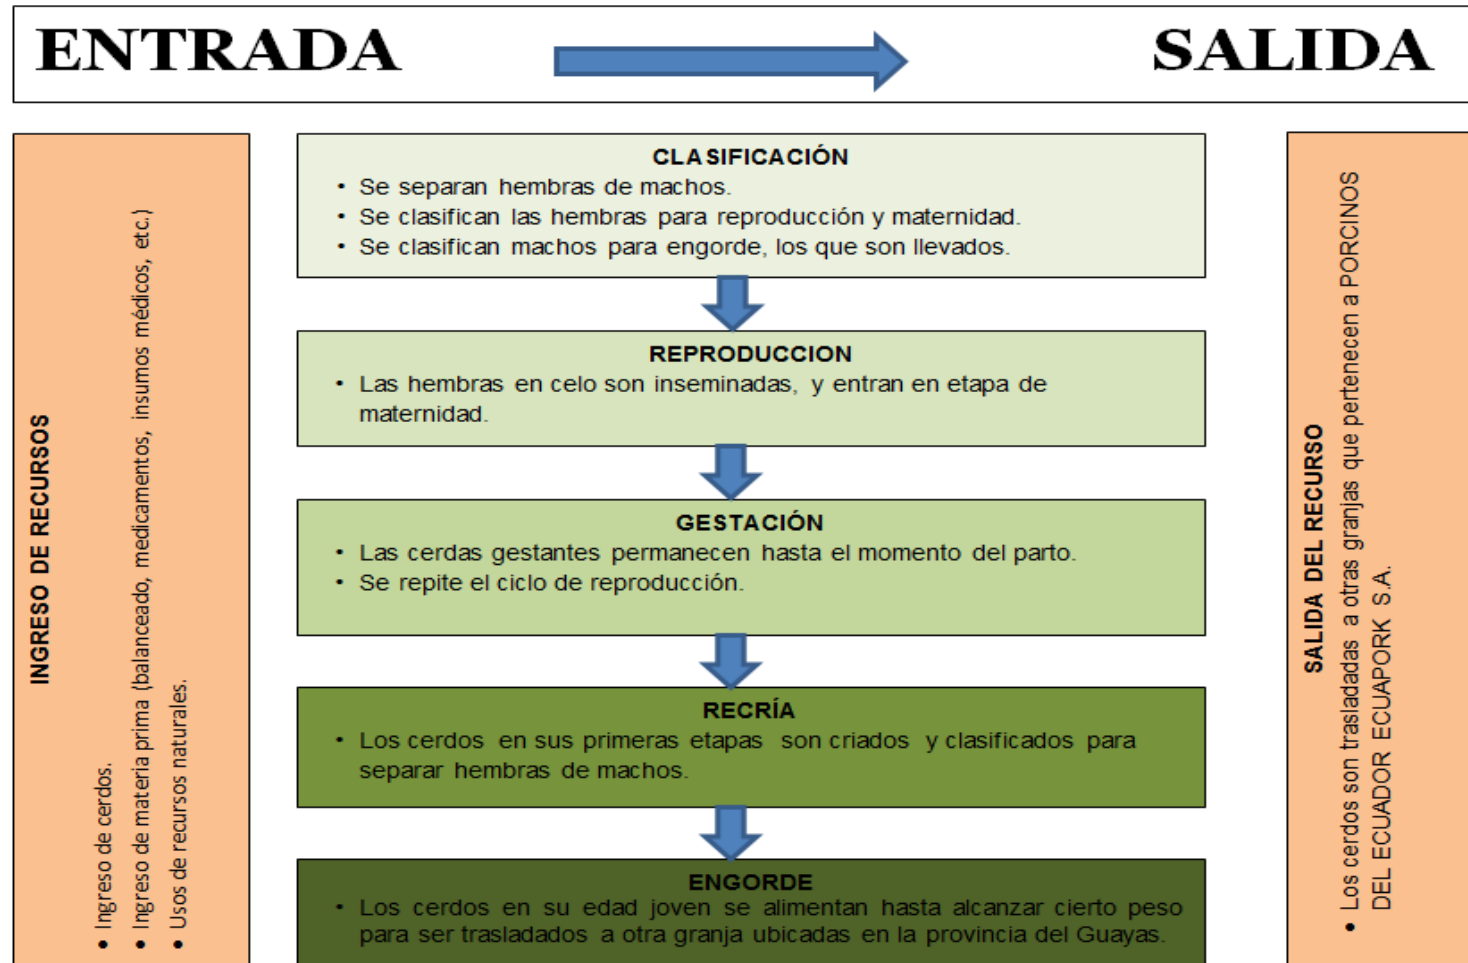 ENTRADA
SALIDA
INGRESO DE RECURSOS
• Ingreso de cerdos.
• Ingreso de materia prima (balanceado, medicamentos, insumos médicos, etc.)
• Usos de recursos naturales.
CLASIFICACIÓN
• Se separan hembras de machos.
• Se clasifican las hembras para reproducción y maternidad.
• Se clasifican machos para engorde, los que son llevados.
REPRODUCCION
• Las hembras en celo son inseminadas, y entran en etapa de
maternidad.
GESTACIÓN
• Las cerdas gestantes permanecen hasta el momento del parto.
• Se repite el ciclo de reproducción.
RECRÍA
• Los cerdos en sus primeras etapas son criados y clasificados para
separar hembras de machos.
ENGORDE
• Los cerdos en su edad joven se alimentan hasta alcanzar cierto peso
para ser trasladados a otra granja ubicadas en la provincia del Guayas.
SALIDA DEL RECURSO
• Los cerdos son trasladadas a otras granjas que pertenecen a PORCINOS
DEL ECUADOR ECUAPORK S.A.